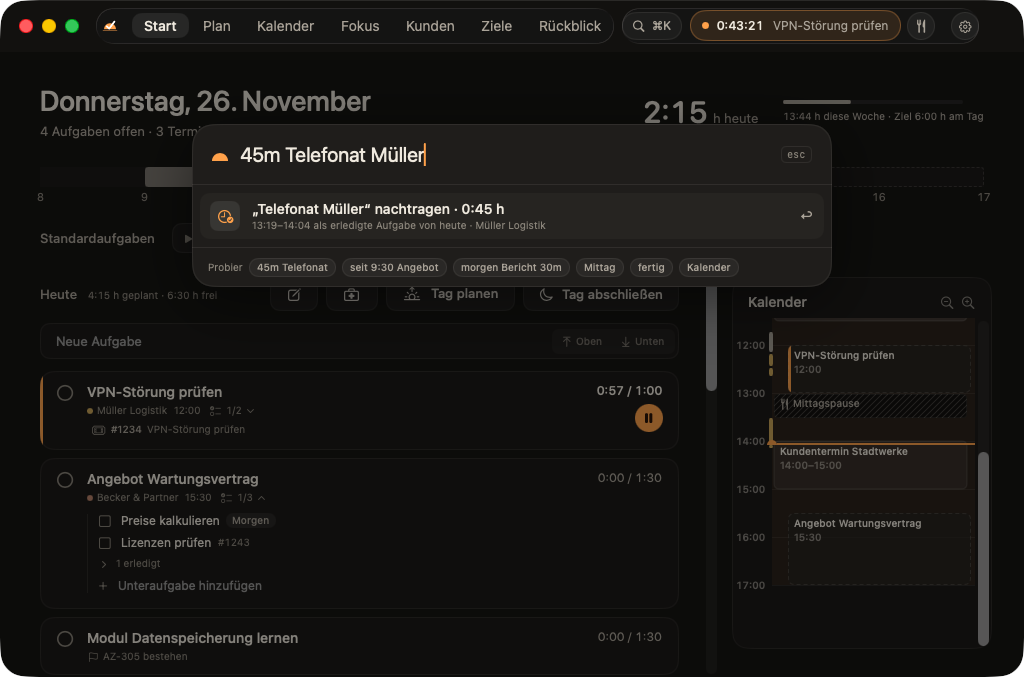 Start Plan Kalender Fokus Kunden Ziele Rückblick ⌘K 0:43:21 VPN-Störung prüfen
Donnerstag, 26. November
4 Aufgaben offen · 3
2:15 h heute
13:44 h diese Woche · Ziel 6:00 h am Tag
45m Telefonat Müller
esc
„Telefonat Müller“ nachtragen · 0:45 h
13:19–14:04 als erledigte Aufgabe von heute · Müller Logistik
Probier 45m Telefonat seit 9:30 Angebot morgen Bericht 30m Mittag fertig Kalender
8 9 16 17
Standardaufgaben
Heute 4:15 h geplant · 6:30 h frei
Tag planen
Tag abschließen
Neue Aufgabe
Oben
Unten
VPN-Störung prüfen
0:57 / 1:00
Müller Logistik 12:00 1/2
#1234 VPN-Störung prüfen
Angebot Wartungsvertrag
0:00 / 1:30
Becker & Partner 15:30 1/3
Preise kalkulieren Morgen
Lizenzen prüfen #1243
1 erledigt
+ Unteraufgabe hinzufügen
Modul Datenspeicherung lernen
0:00 / 1:30
AZ-305 bestehen
Kalender
12:00
VPN-Störung prüfen
12:00
13:00
Mittagspause
14:00
Kundentermin Stadtwerke
14:00–15:00
15:00
Angebot Wartungsvertrag
15:30
16:00
17:00